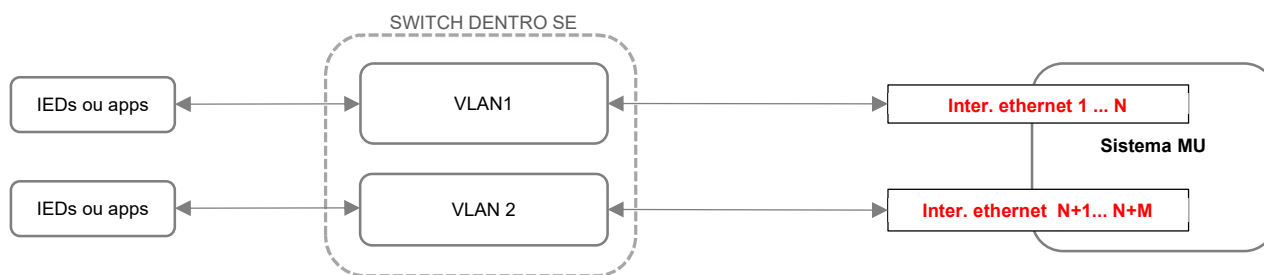 SWITCH DENTRO SE
IEDs ou apps
VLAN1
Inter. ethernet 1 ... N
Sistema MU
IEDs ou apps
VLAN 2
Inter. ethernet N+1... N+M